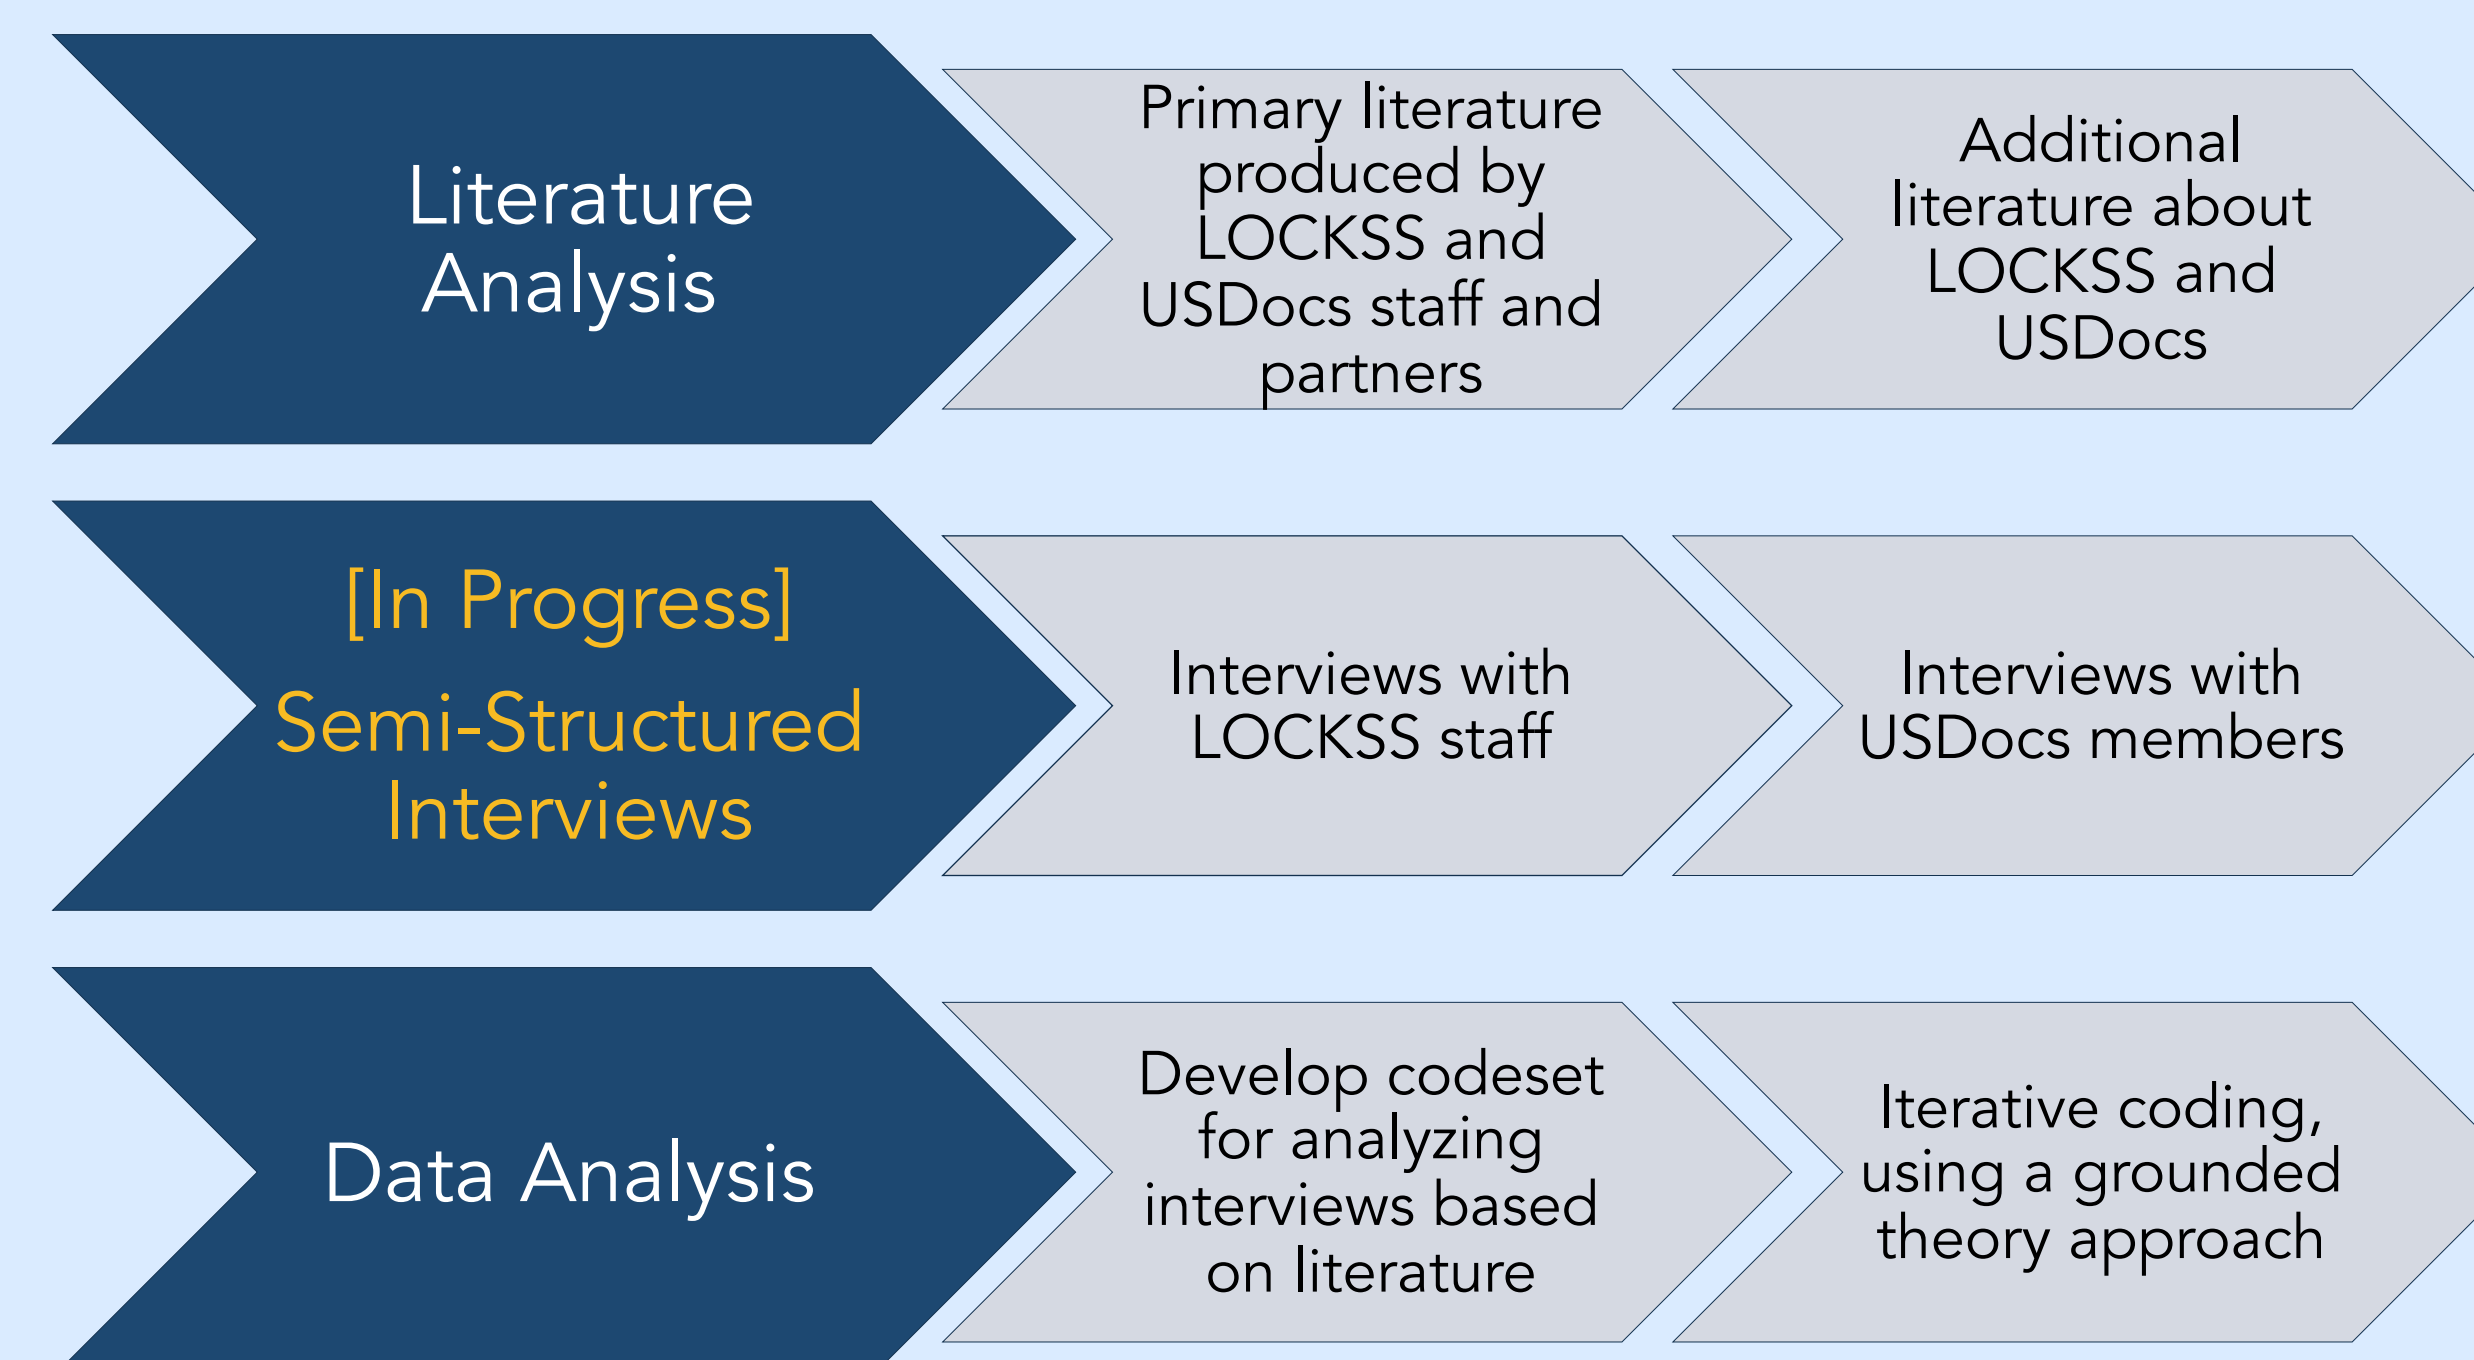 Literature
Analysis
Primary literature
produced by
LOCKSS and
USDocs staff and
partners
Additional
literature about
LOCKSS and
USDocs
[In Progress]
Semi-Structured
Interviews
Interviews with
LOCKSS staff
Interviews with
USDocs members
Data Analysis
Develop codeset
for analyzing
interviews based
on literature
Iterative coding,
using a grounded
theory approach